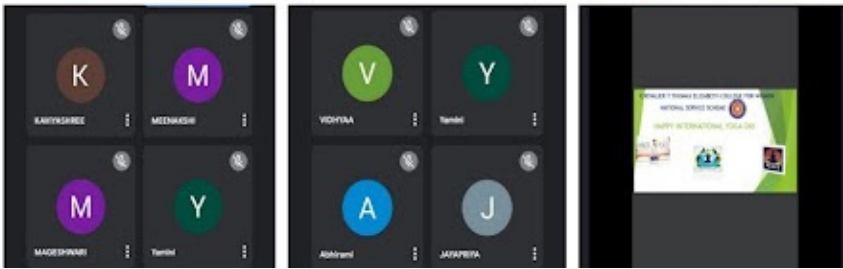 K
M
KAVIYASHREE
MEENAKSHI
M
Y
MAGESHWARI
Yamini
V
Y
VIDHYAA
Yamini
A
J
Abhirami
JAYAPRIYA
CHEVALIER T THOMAS ELIZABETH COLLEGE FOR WOMEN
NATIONAL SERVICE SCHEME
HAPPY INTERNATIONAL YOGA DAY